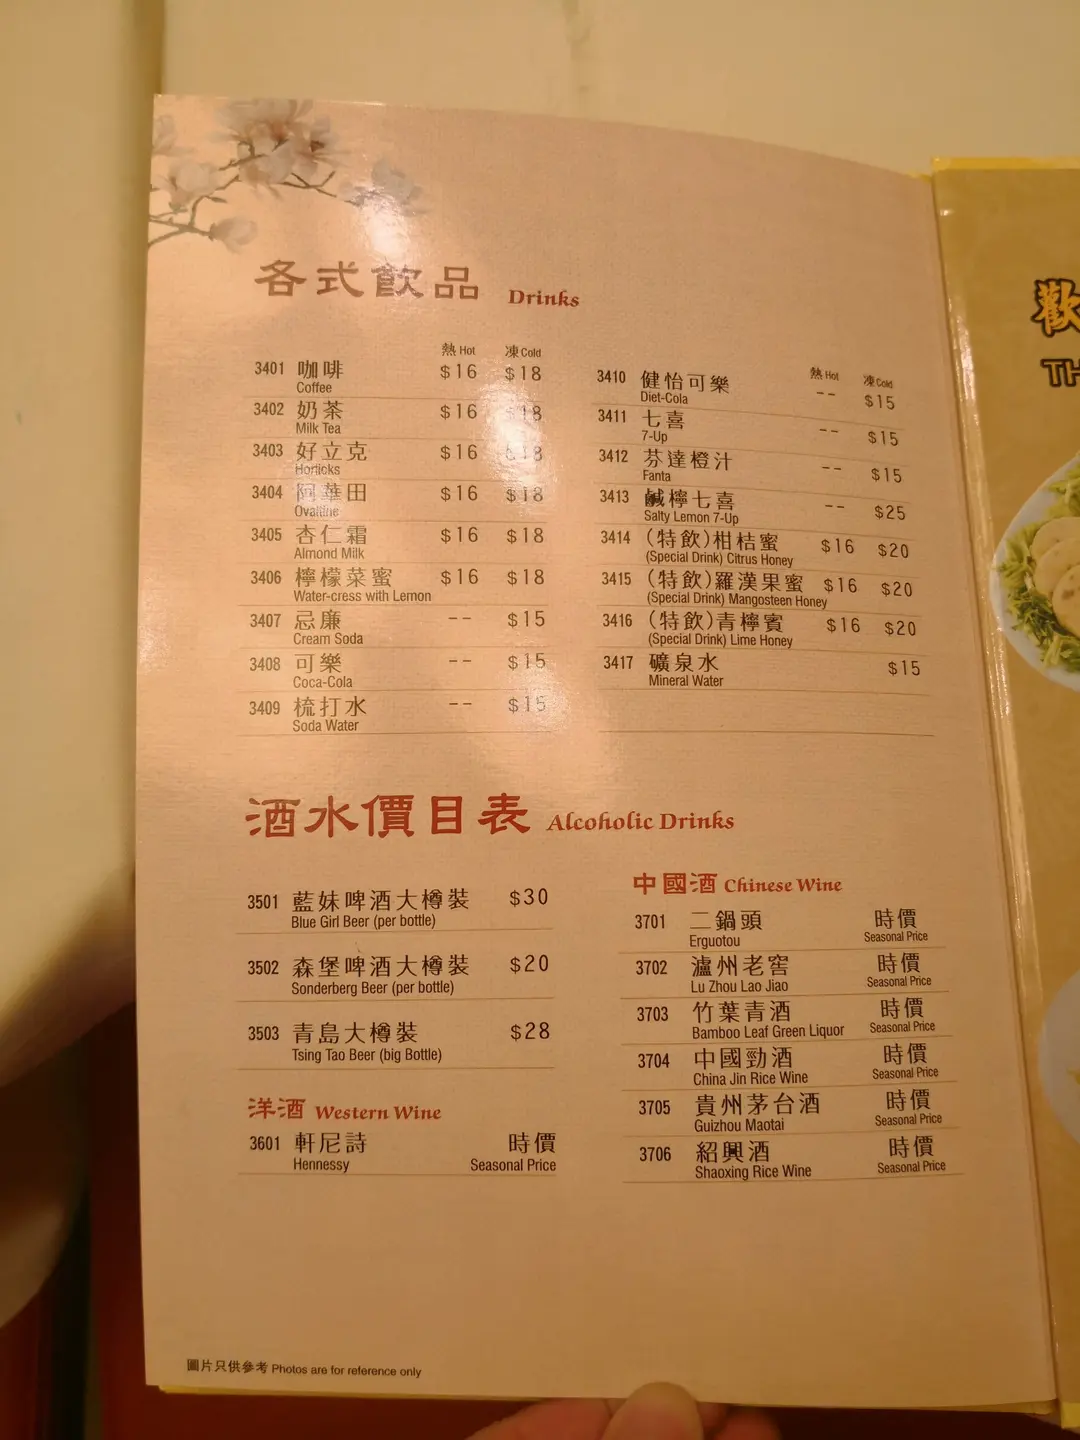 各式飲品 Drinks
熱 Hot 凍 Cold
3401 咖啡 $16 $18
Coffee
3402 奶茶 $16 $18
Milk Tea
3403 好立克 $16 $18
Horlicks
3404 阿華田 $16 $18
Ovaltine
3405 杏仁霜 $16 $18
Almond Milk
3406 檸檬菜蜜 $16 $18
Water-cress with Lemon
3407 忌廉 -- $15
Cream Soda
3408 可樂 -- $15
Coca-Cola
3409 梳打水 -- $15
Soda Water
熱 Hot 凍 Cold
3410 健怡可樂 -- $15
Diet-Cola
3411 七喜 -- $15
7-Up
3412 芬達橙汁 -- $15
Fanta
3413 鹹檸七喜 -- $25
Salty Lemon 7-Up
3414 (特飲)柑桔蜜 $16 $20
(Special Drink) Citrus Honey
3415 (特飲)羅漢果蜜 $16 $20
(Special Drink) Mangosteen Honey
3416 (特飲)青檸賓 $16 $20
(Special Drink) Lime Honey
3417 礦泉水 $15
Mineral Water
酒水價目表 Alcoholic Drinks
3501 藍妹啤酒大樽裝 $30
Blue Girl Beer (per bottle)
3502 森堡啤酒大樽裝 $20
Sonderberg Beer (per bottle)
3503 青島大樽裝 $28
Tsing Tao Beer (big Bottle)
洋酒 Western Wine
3601 軒尼詩 時價
Hennessy Seasonal Price
中國酒 Chinese Wine
3701 二鍋頭 時價
Erguotou Seasonal Price
3702 瀘州老窖 時價
Lu Zhou Lao Jiao Seasonal Price
3703 竹葉青酒 時價
Bamboo Leaf Green Liquor Seasonal Price
3704 中國勁酒 時價
China Jin Rice Wine Seasonal Price
3705 貴州茅台酒 時價
Guizhou Maotai Seasonal Price
3706 紹興酒 時價
Shaoxing Rice Wine Seasonal Price
圖片只供參考 Photos are for reference only
歡
TH